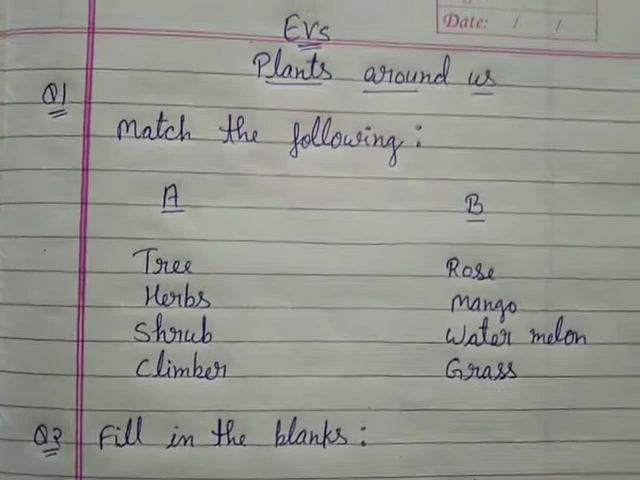 Date: / /
EVS
Plants around us
Q1
Match the following:
A B
Tree Rose
Herbs Mango
Shrub Water melon
Climber Grass
Q2 Fill in the blanks: